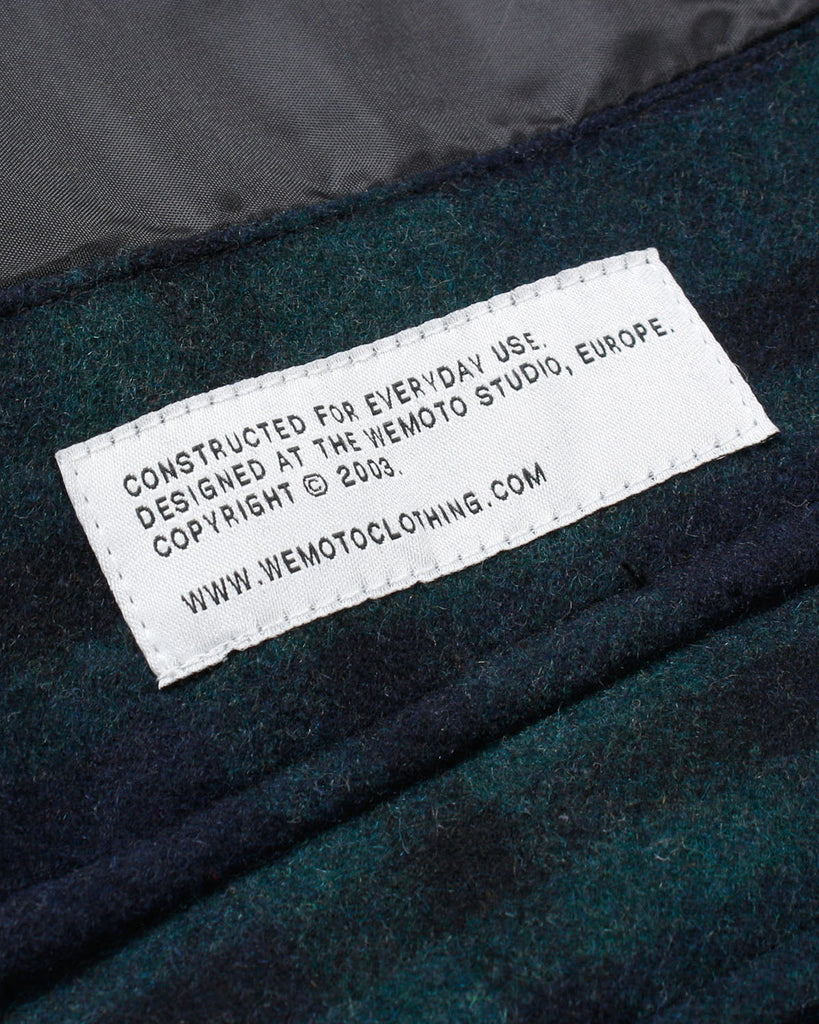 CONSTRUCTED FOR EVERYDAY USE.
DESIGNED AT THE WEMOTO STUDIO, EUROPE.
COPYRIGHT © 2003.
WWW.WEMOTOCLOTHING.COM